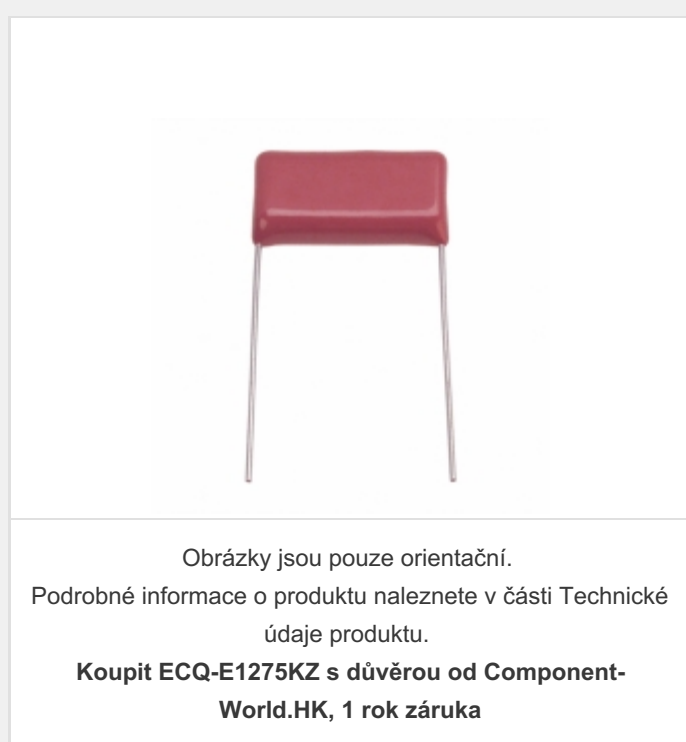 Obrázky jsou pouze orientační.
Podrobné informace o produktu naleznete v části Technické
údaje produktu.
Koupit ECQ-E1275KZ s důvěrou od Component-
World.HK, 1 rok záruka